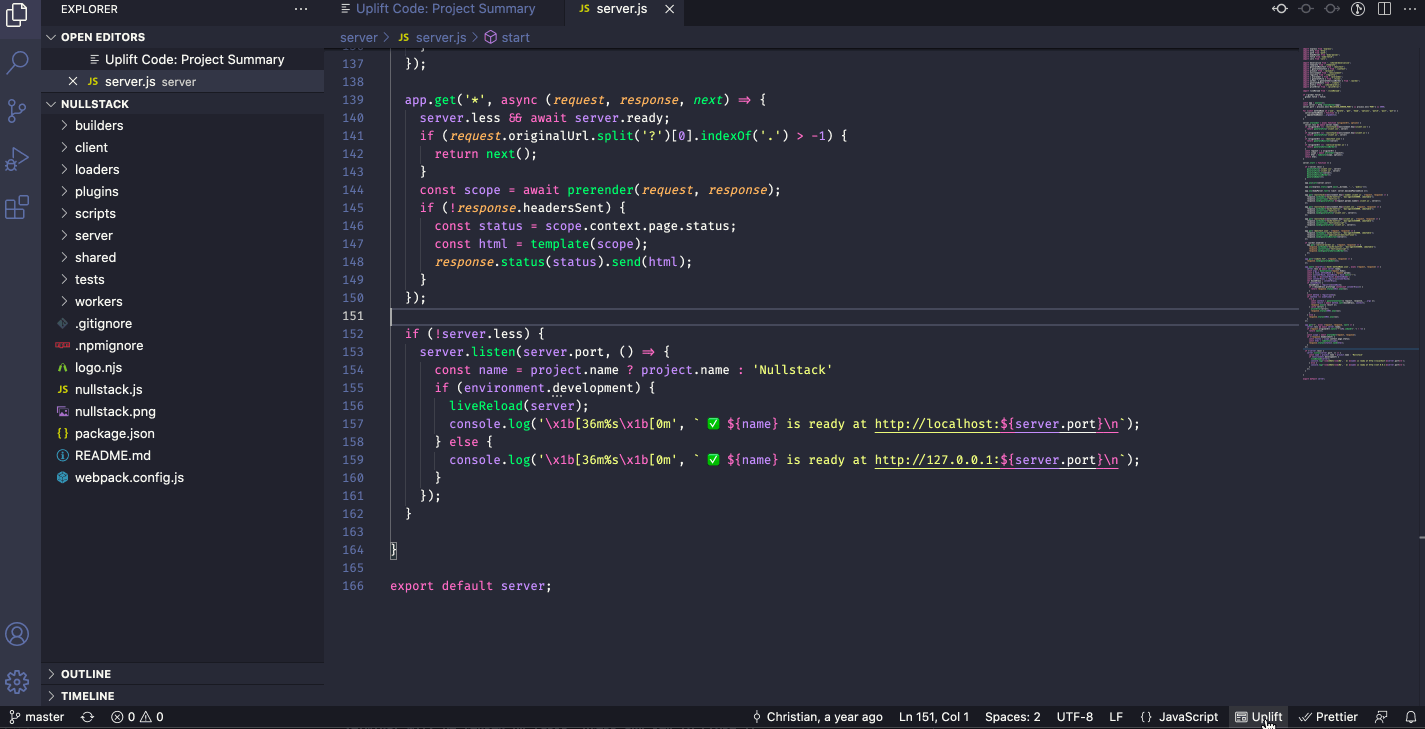 EXPLORER
Uplift Code: Project Summary
JS server.js
server > JS server.js > start
OPEN EDITORS
Uplift Code: Project Summary
JS server.js server
NULLSTACK
builders
client
loaders
plugins
scripts
server
shared
tests
workers
.gitignore
.npmignore
logo.njs
JS nullstack.js
nullstack.png
{} package.json
README.md
webpack.config.js
OUTLINE
TIMELINE
137 });
138
139 app.get('*', async (request, response, next) => {
140 server.less && await server.ready;
141 if (request.originalUrl.split('?')[0].indexOf('.') > -1) {
142 return next();
143 }
144 const scope = await prerender(request, response);
145 if (!response.headersSent) {
146 const status = scope.context.page.status;
147 const html = template(scope);
148 response.status(status).send(html);
149 }
150 });
151
152 if (!server.less) {
153 server.listen(server.port, () => {
154 const name = project.name ? project.name : 'Nullstack'
155 if (environment.development) {
156 liveReload(server);
157 console.log('\x1b[36m%s\x1b[0m', ` ✅ ${name} is ready at http://localhost:${server.port}\n`);
158 } else {
159 console.log('\x1b[36m%s\x1b[0m', ` ✅ ${name} is ready at http://127.0.0.1:${server.port}\n`);
160 }
161 });
162 }
163
164 }
165
166 export default server;
master 0 0 Christian, a year ago Ln 151, Col 1 Spaces: 2 UTF-8 LF {} JavaScript Uplift Prettier